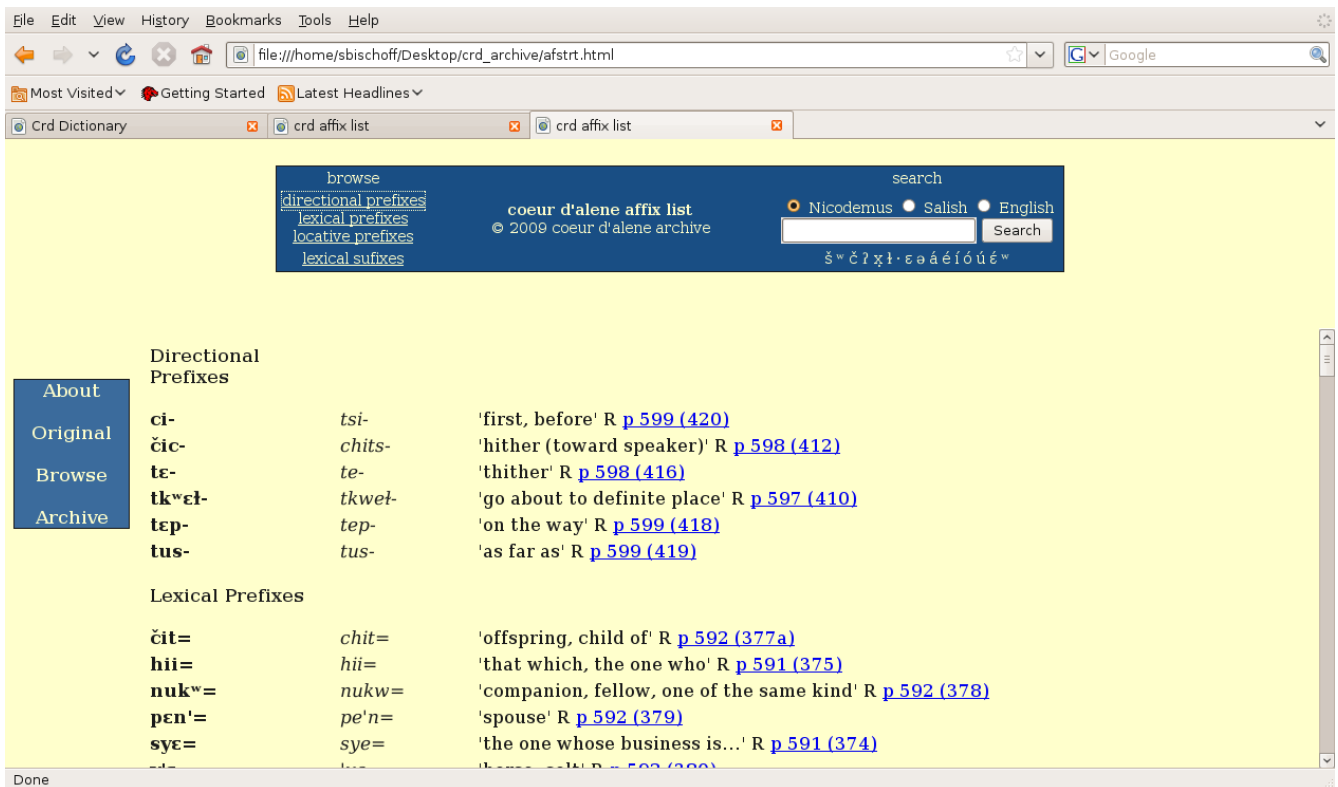 File Edit View History Bookmarks Tools Help
file:///home/sbischoff/Desktop/crd_archive/afstrt.html G Google
Most Visited Getting Started Latest Headlines
Crd Dictionary crd affix list crd affix list
browse
directional prefixes
lexical prefixes
locative prefixes
lexical sufixes
coeur d'alene affix list
© 2009 coeur d'alene archive
search
Nicodemus Salish English
Search
š ʷ č ʔ x̣ ɫ · ɛ ə á é í ó ú ɛ́ ʷ
About
Original
Browse
Archive
Directional
Prefixes
ci- tsi- 'first, before' R p 599 (420)
čic- chits- 'hither (toward speaker)' R p 598 (412)
tɛ- te- 'thither' R p 598 (416)
tkʷɛɫ- tkweɫ- 'go about to definite place' R p 597 (410)
tɛp- tep- 'on the way' R p 599 (418)
tus- tus- 'as far as' R p 599 (419)
Lexical Prefixes
čit= chit= 'offspring, child of' R p 592 (377a)
hii= hii= 'that which, the one who' R p 591 (375)
nukʷ= nukw= 'companion, fellow, one of the same kind' R p 592 (378)
pɛn'= pe'n= 'spouse' R p 592 (379)
syɛ= sye= 'the one whose business is...' R p 591 (374)
Done